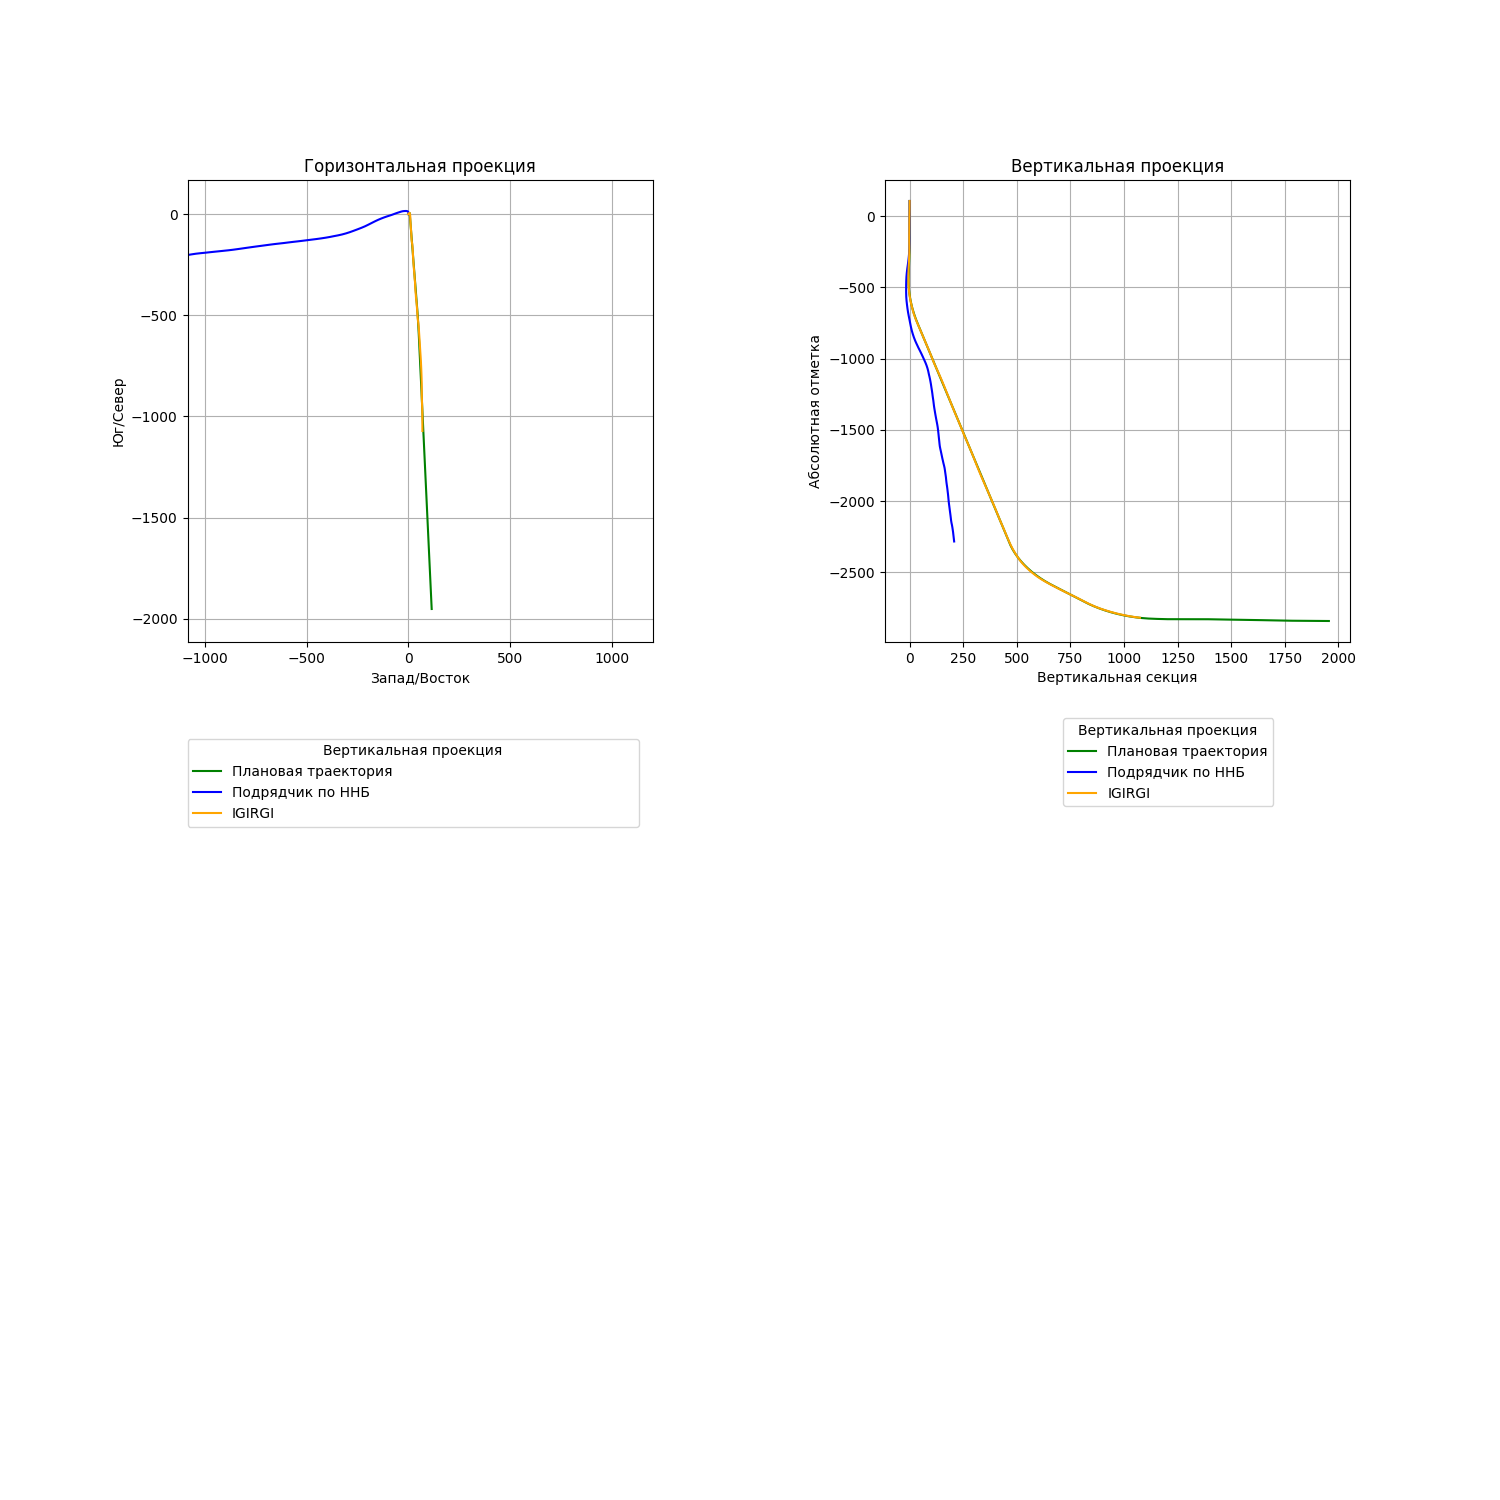 Горизонтальная проекция
0
−500
−1000
−1500
−2000
Юг/Север
−1000
−500
0
500
1000
Запад/Восток
Вертикальная проекция
Плановая траектория
Подрядчик по ННБ
IGIRGI
Вертикальная проекция
0
−500
−1000
−1500
−2000
−2500
Абсолютная отметка
0
250
500
750
1000
1250
1500
1750
2000
Вертикальная секция
Вертикальная проекция
Плановая траектория
Подрядчик по ННБ
IGIRGI